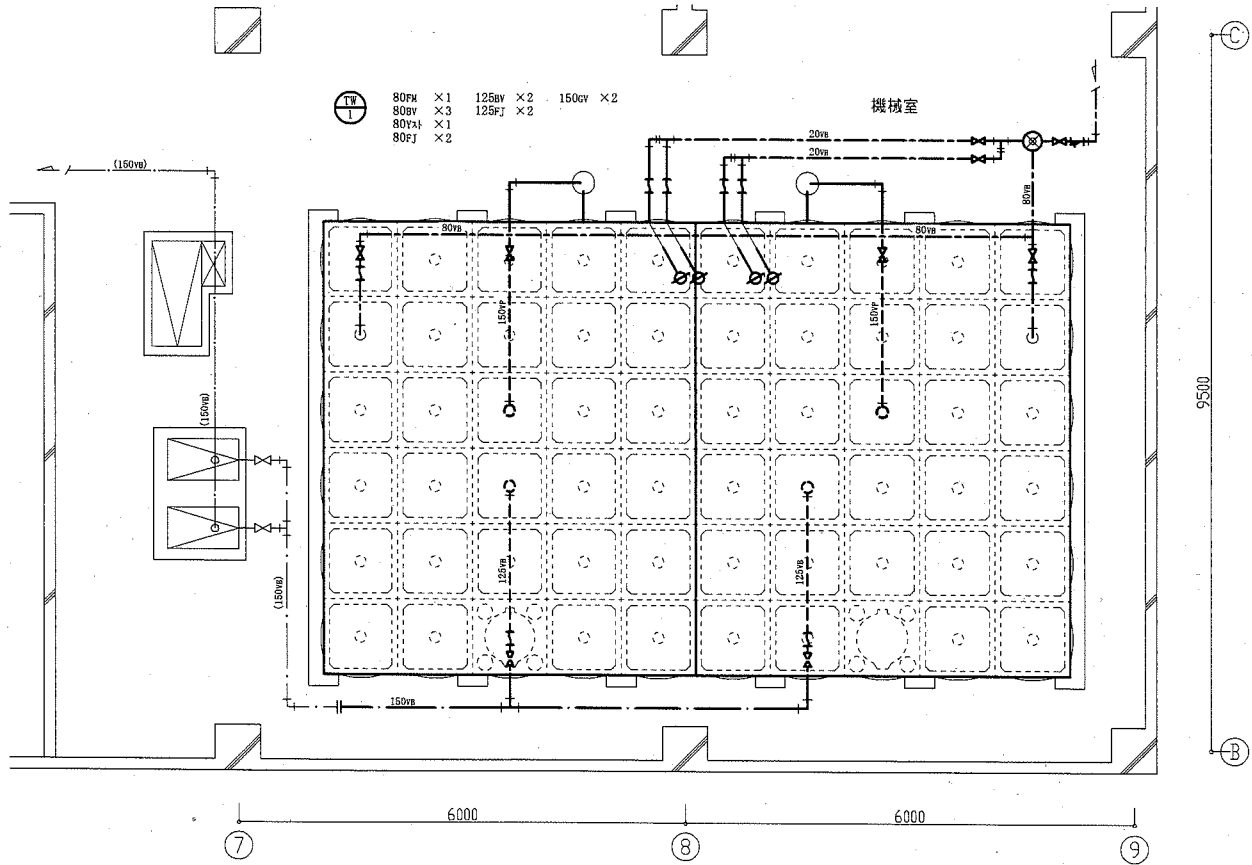 C
TW
1
80FM ×1 125BV ×2 150GV ×2
80BV ×3 125FJ ×2
80Yスト ×1
80FJ ×2
機械室
20VB
20VB
(150VB)
80VB
80VB
80VB
150VP
150VP
(150VB)
9500
125VB
125VB
(150VB)
150VB
B
6000
6000
7
8
9